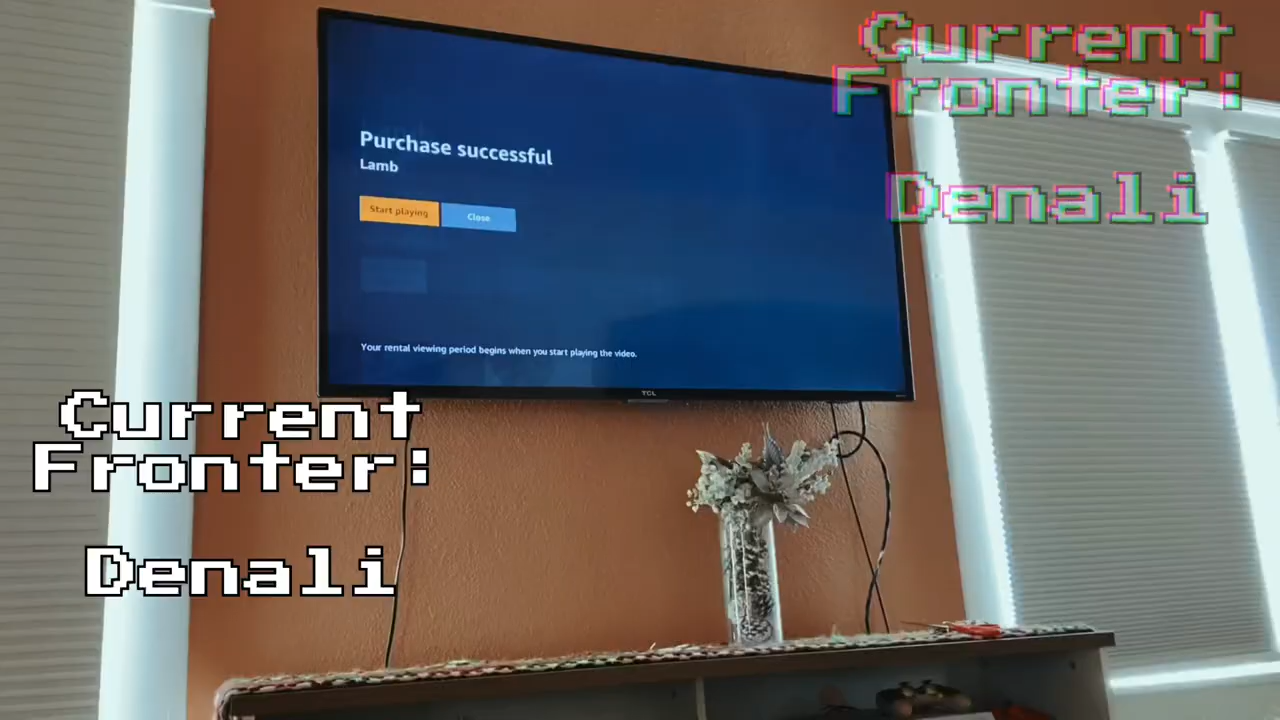 Current
Fronter:
Denali
Purchase successful
Lamb
Start playing
Close
Your rental viewing period begins when you start playing the video.
TCL
Current
Fronter:
Denali